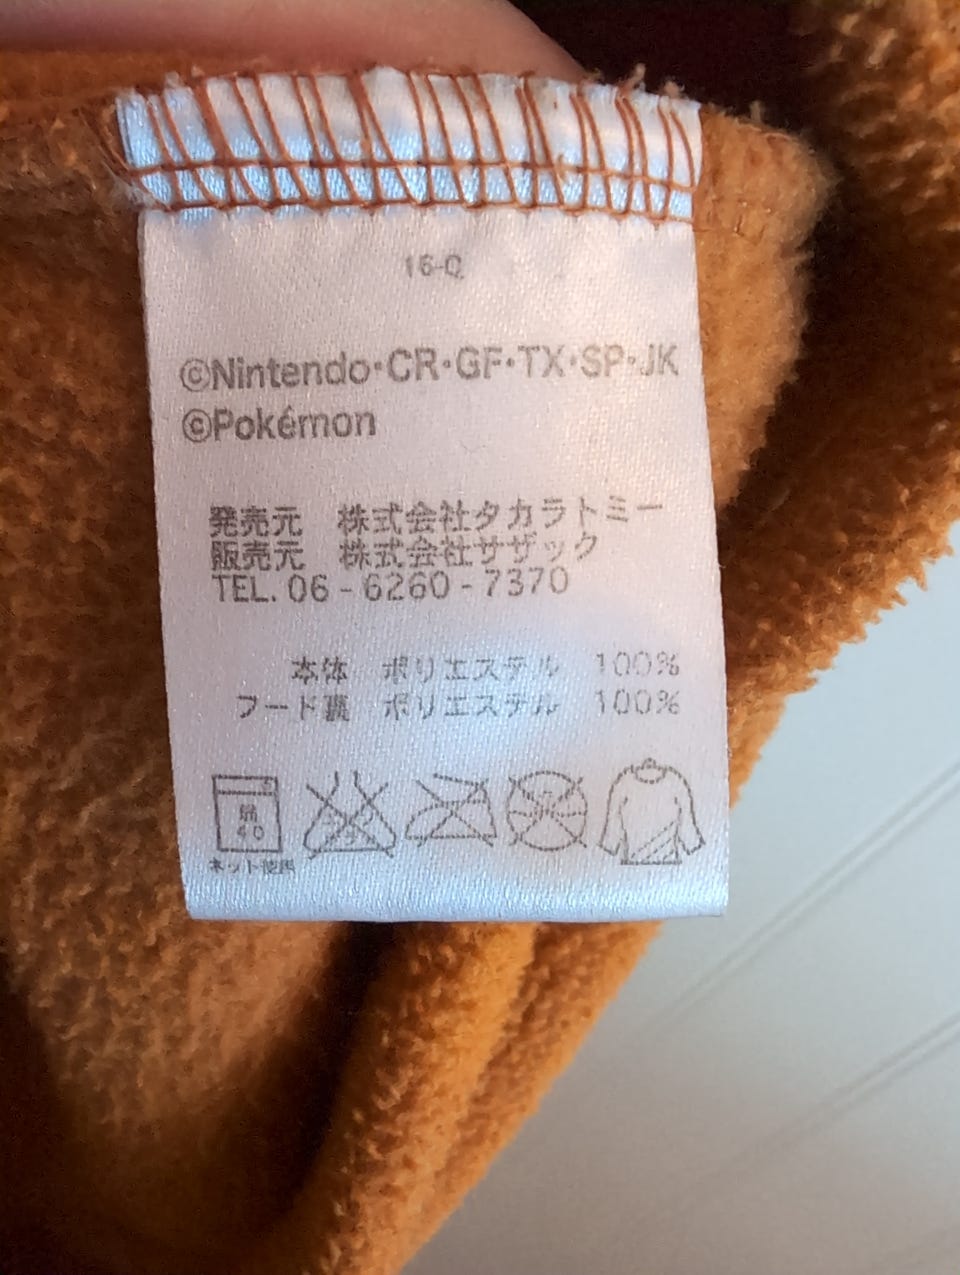 16-Q
©Nintendo・CR・GF・TX・SP・JK
©Pokémon
発売元　株式会社タカラトミー
販売元　株式会社サザック
TEL. 06 - 6260 - 7370
本体　ポリエステル　100%
フード裏　ポリエステル　100%
弱
40
ネット使用